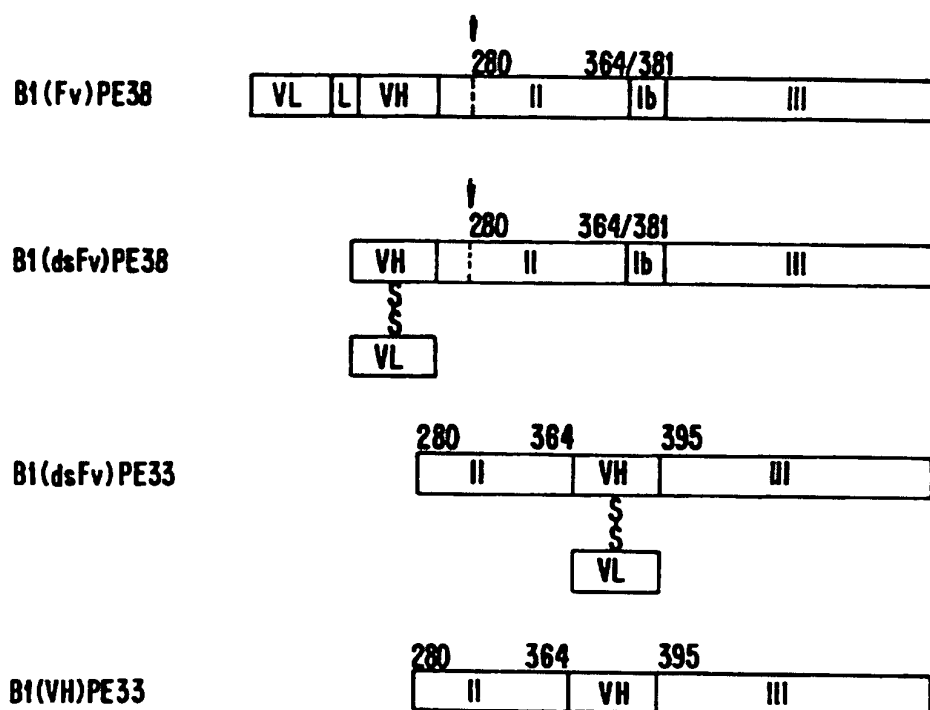 280 364/381
B1(Fv)PE38 VL L VH II Ib III
280 364/381
B1(dsFv)PE38 VH II Ib III
S
S
VL
280 364 395
B1(dsFv)PE33 II VH III
S
S
VL
280 364 395
B1(VH)PE33 II VH III